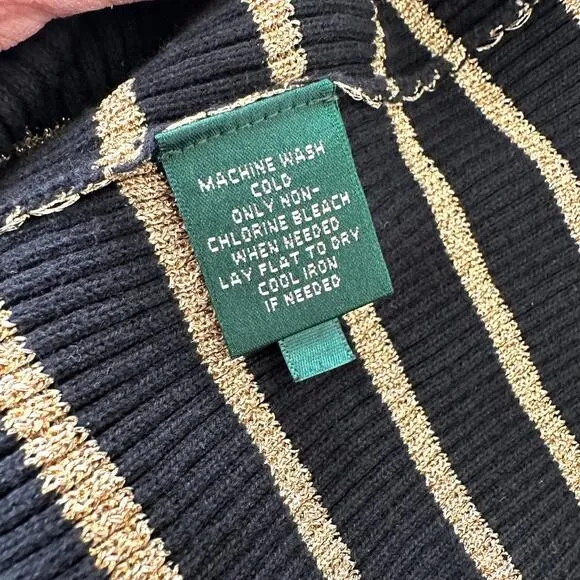 MACHINE WASH
COLD
ONLY NON-
CHLORINE BLEACH
WHEN NEEDED
LAY FLAT TO DRY
COOL IRON
IF NEEDED